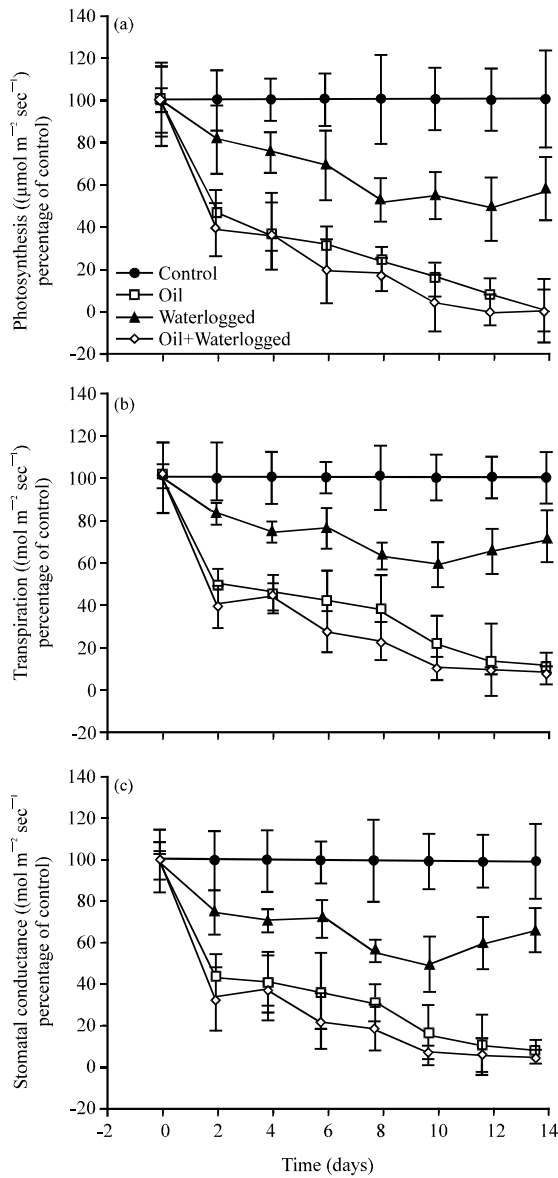 (a)
140
120
100
80
60
40
20
0
-20
Photosynthesis ((µmol m⁻² sec⁻¹)
percentage of control)
Control
Oil
Waterlogged
Oil+Waterlogged
(b)
140
120
100
80
60
40
20
0
-20
Transpiration ((mol m⁻² sec⁻¹)
percentage of control)
(c)
140
120
100
80
60
40
20
0
-20
Stomatal conductance ((mol m⁻² sec⁻¹
percentage of control)
-2 0 2 4 6 8 10 12 14
Time (days)